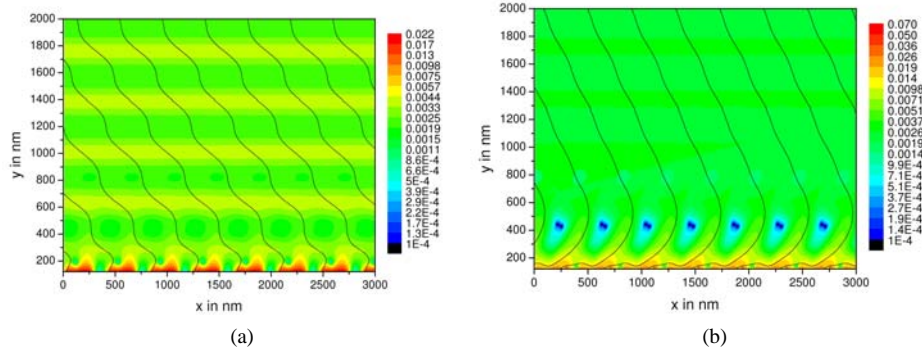 2000
1800
1600
1400
1200
1000
800
600
400
200
y in nm
0 500 1000 1500 2000 2500 3000
x in nm
0.022
0.017
0.013
0.0098
0.0075
0.0057
0.0044
0.0033
0.0025
0.0019
0.0015
0.0011
8.6E-4
6.6E-4
5.1E-4
3.9E-4
2.9E-4
2.2E-4
1.7E-4
1.3E-4
1E-4
(a)
2000
1800
1600
1400
1200
1000
800
600
400
200
y in nm
0 500 1000 1500 2000 2500 3000
x in nm
0.070
0.050
0.036
0.026
0.019
0.014
0.0098
0.0071
0.0051
0.0037
0.0026
0.0019
0.0014
9.9E-4
7.1E-4
5.2E-4
3.7E-4
2.7E-4
1.9E-4
1.4E-4
1E-4
(b)